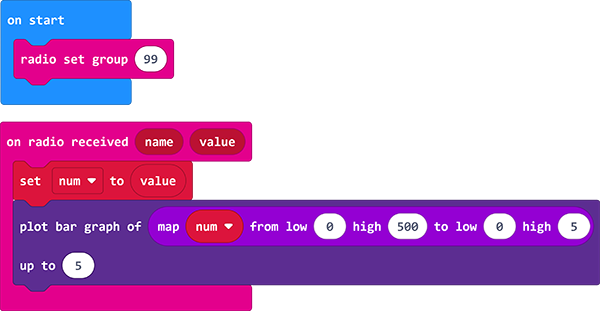 on start
radio set group 99
on radio received name value
set num to value
plot bar graph of map num from low 0 high 500 to low 0 high 5
up to 5